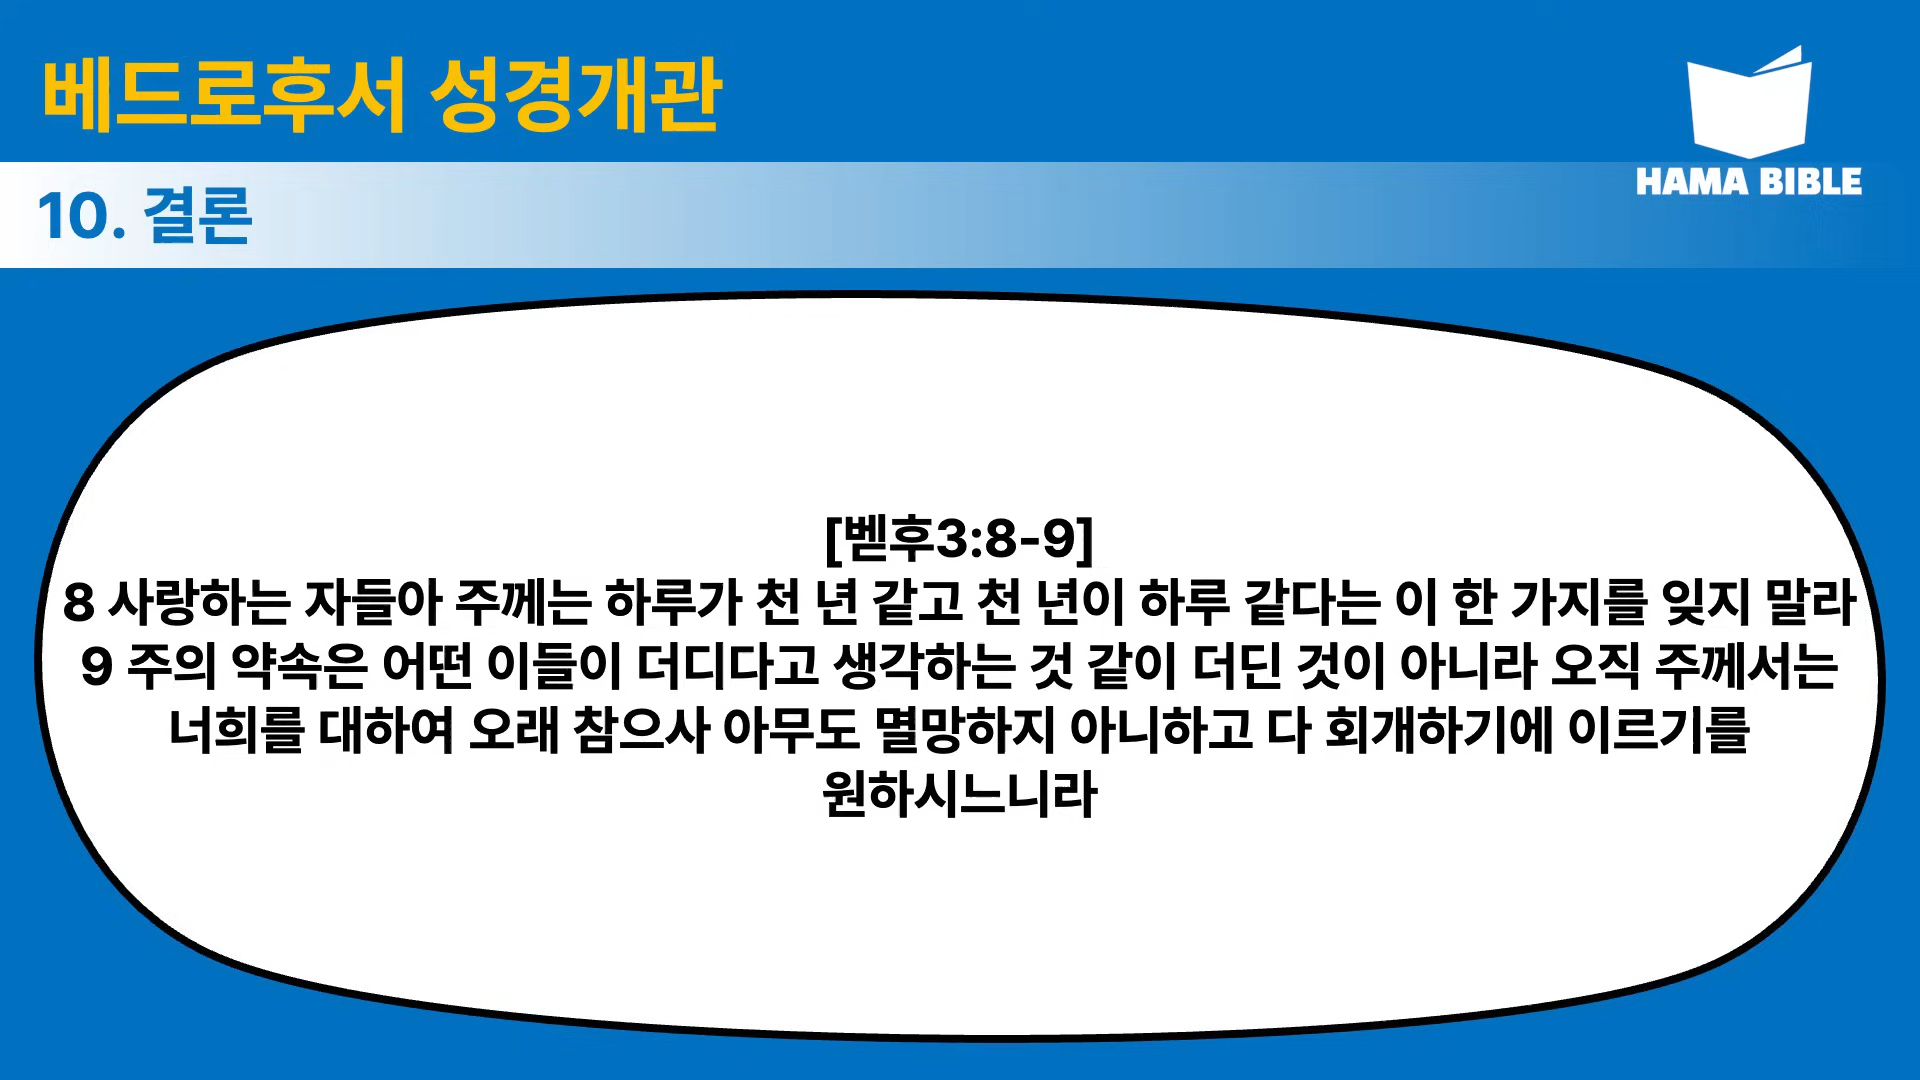 베드로후서 성경개관
HAMA BIBLE
10. 결론
[벧후3:8-9]
8 사랑하는 자들아 주께는 하루가 천 년 같고 천 년이 하루 같다는 이 한 가지를 잊지 말라
9 주의 약속은 어떤 이들이 더디다고 생각하는 것 같이 더딘 것이 아니라 오직 주께서는
너희를 대하여 오래 참으사 아무도 멸망하지 아니하고 다 회개하기에 이르기를
원하시느니라